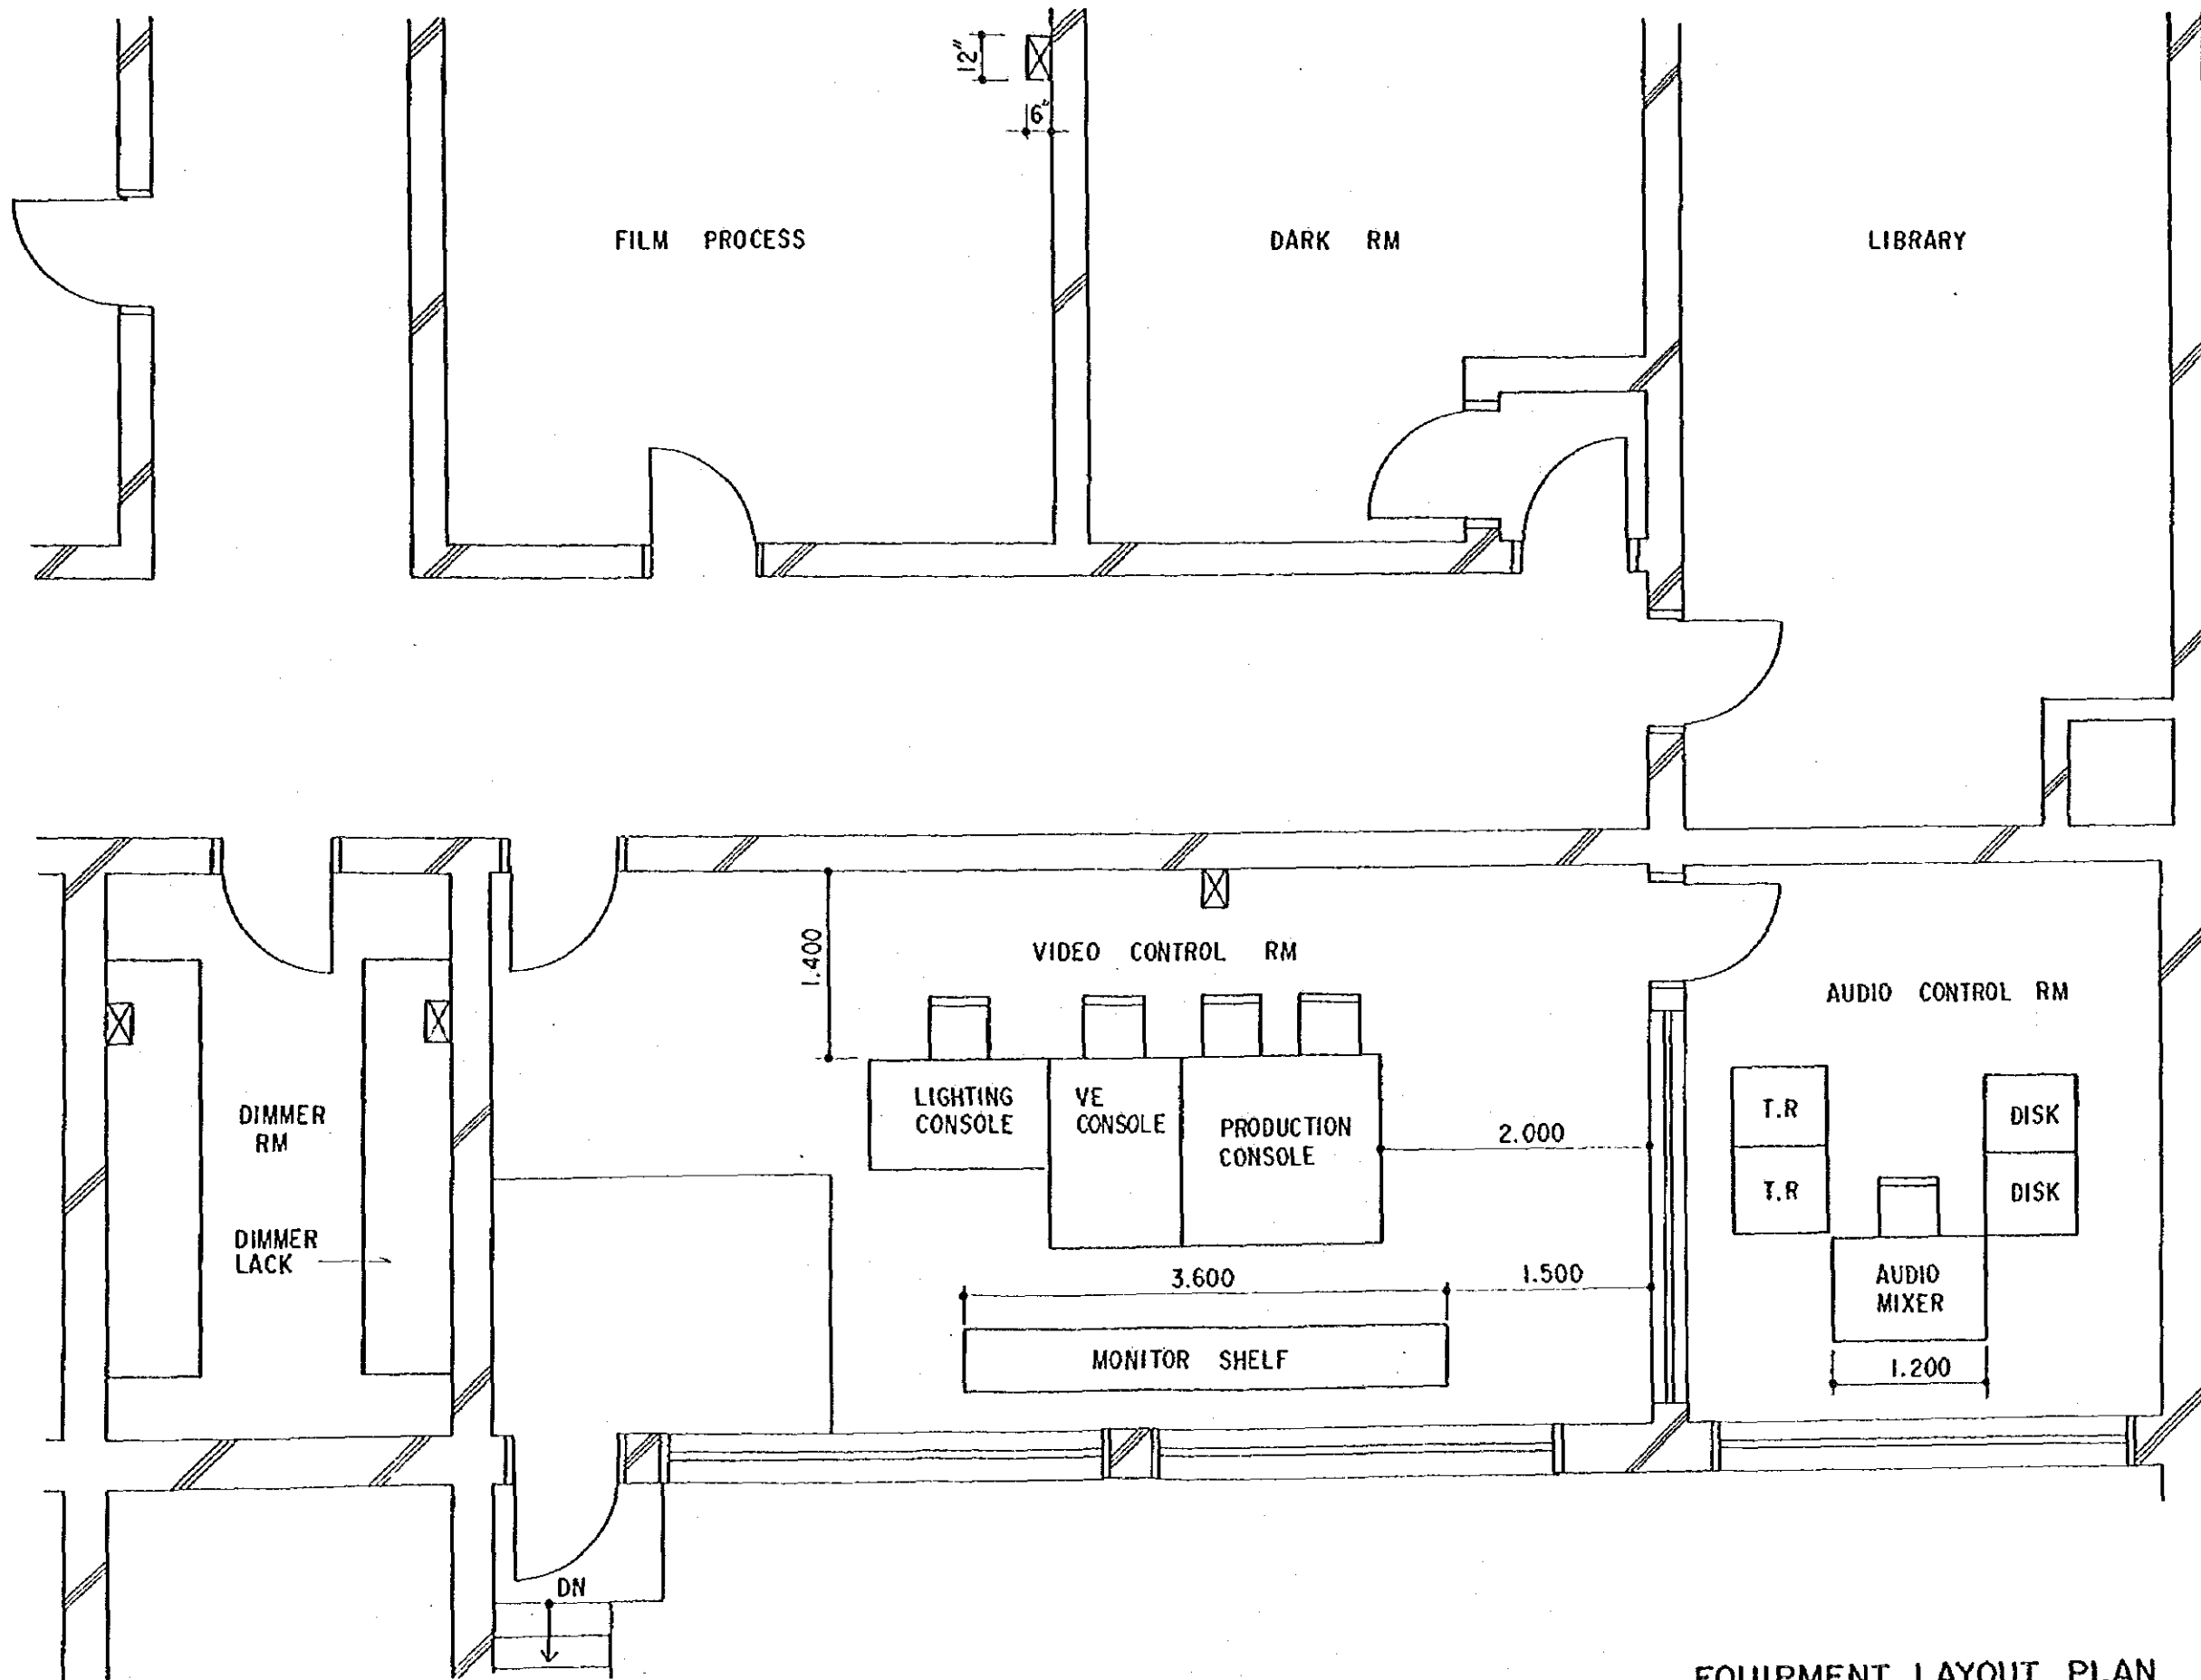 12"
6"
FILM PROCESS
DARK RM
LIBRARY
1.400
VIDEO CONTROL RM
AUDIO CONTROL RM
LIGHTING
CONSOLE
VE
CONSOLE
PRODUCTION
CONSOLE
2.000
T.R
T.R
DISK
DISK
DIMMER
RM
DIMMER
LACK
3.600
1.500
MONITOR SHELF
AUDIO
MIXER
1.200
DN
EQUIPMENT LAYOUT PLAN